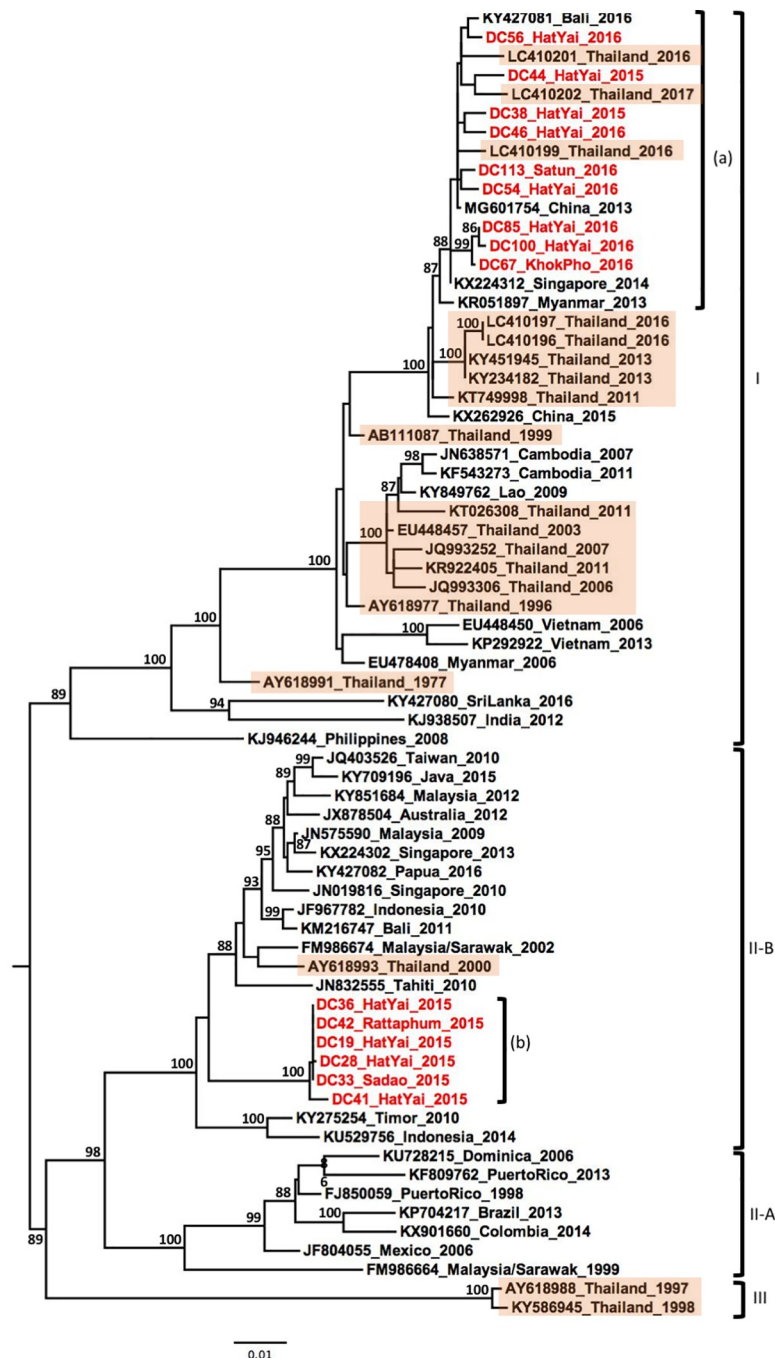 KY427081_Bali_2016
DC56_HatYai_2016
LC410201_Thailand_2016
DC44_HatYai_2015
LC410202_Thailand_2017
DC38_HatYai_2015
DC46_HatYai_2016
LC410199_Thailand_2016
(a)
DC113_Satun_2016
DC54_HatYai_2016
MG601754_China_2013
86 DC85_HatYai_2016
88 99 DC100_HatYai_2016
DC67_KhokPho_2016
87 KX224312_Singapore_2014
KR051897_Myanmar_2013
100 LC410197_Thailand_2016
LC410196_Thailand_2016
100 KY451945_Thailand_2013
100 KY234182_Thailand_2013
I
KT749998_Thailand_2011
KX262926_China_2015
AB111087_Thailand_1999
98 JN638571_Cambodia_2007
KF543273_Cambodia_2011
87 KY849762_Lao_2009
KT026308_Thailand_2011
100 EU448457_Thailand_2003
JQ993252_Thailand_2007
100 KR922405_Thailand_2011
JQ993306_Thailand_2006
AY618977_Thailand_1996
100 EU448450_Vietnam_2006
100 KP292922_Vietnam_2013
100 EU478408_Myanmar_2006
AY618991_Thailand_1977
89 94 KY427080_SriLanka_2016
KJ938507_India_2012
KJ946244_Philippines_2008
99 JQ403526_Taiwan_2010
89 KY709196_Java_2015
KY851684_Malaysia_2012
88 JX878504_Australia_2012
JN575590_Malaysia_2009
95 87 KX224302_Singapore_2013
KY427082_Papua_2016
93 JN019816_Singapore_2010
99 JF967782_Indonesia_2010
KM216747_Bali_2011
88 FM986674_Malaysia/Sarawak_2002
II-B
AY618993_Thailand_2000
JN832555_Tahiti_2010
DC36_HatYai_2015
DC42_Rattaphum_2015
DC19_HatYai_2015
(b)
DC28_HatYai_2015
100 100 DC33_Sadao_2015
DC41_HatYai_2015
100 KY275254_Timor_2010
KU529756_Indonesia_2014
98 KU728215_Dominica_2006
KF809762_PuertoRico_2013
6
88 FJ850059_PuertoRico_1998
100 KP704217_Brazil_2013
II-A
99 KX901660_Colombia_2014
89 100 JF804055_Mexico_2006
FM986664_Malaysiz/Sarawak_1999
100 AY618988_Thailand_1997
III
KY586945_Thailand_1998
0.01